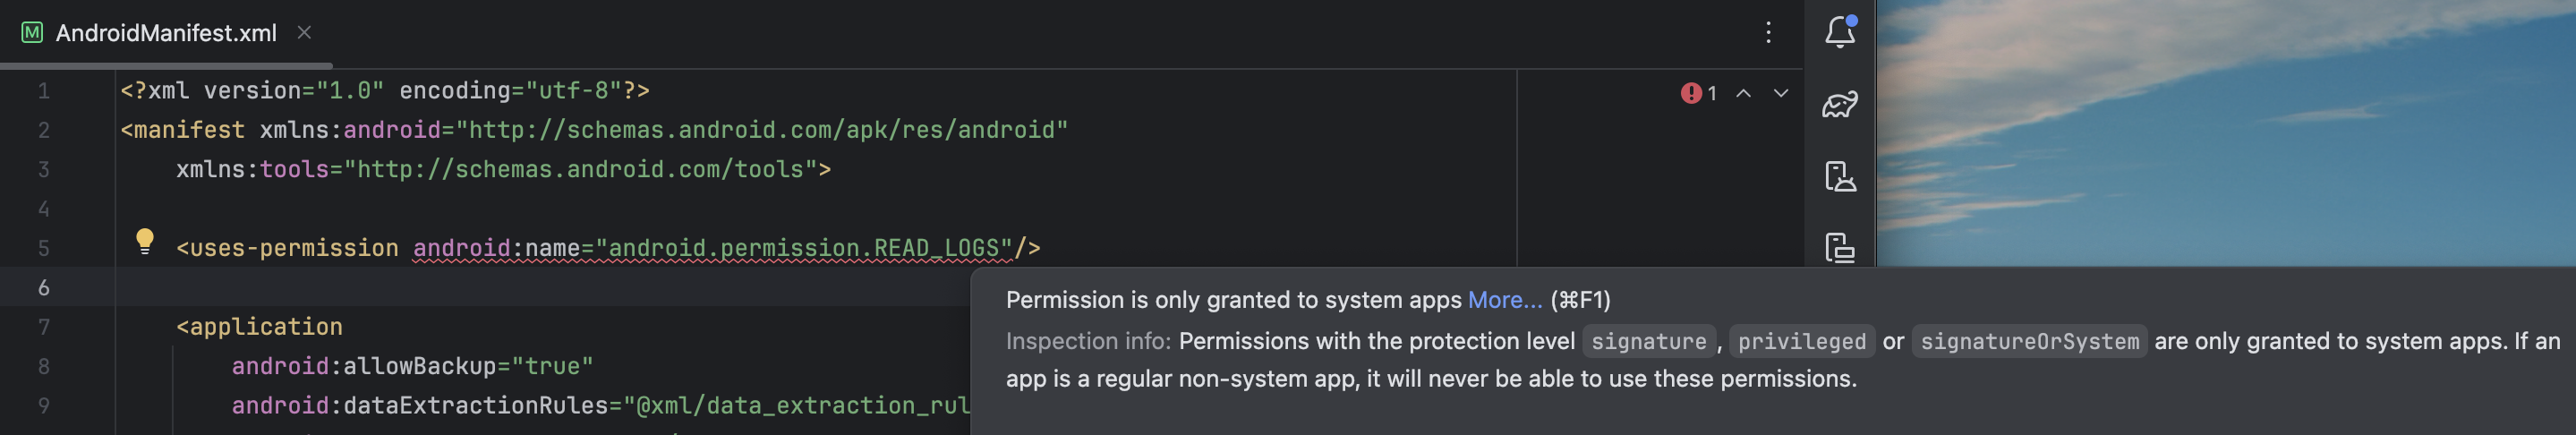 AndroidManifest.xml
1
1 <?xml version="1.0" encoding="utf-8"?>
2 <manifest xmlns:android="http://schemas.android.com/apk/res/android"
3 xmlns:tools="http://schemas.android.com/tools">
4
5 <uses-permission android:name="android.permission.READ_LOGS"/>
6
Permission is only granted to system apps More... (⌘F1)
7 <application
Inspection info: Permissions with the protection level signature, privileged or signatureOrSystem are only granted to system apps. If an
8 android:allowBackup="true"
app is a regular non-system app, it will never be able to use these permissions.
9 android:dataExtractionRules="@xml/data_extraction_rul